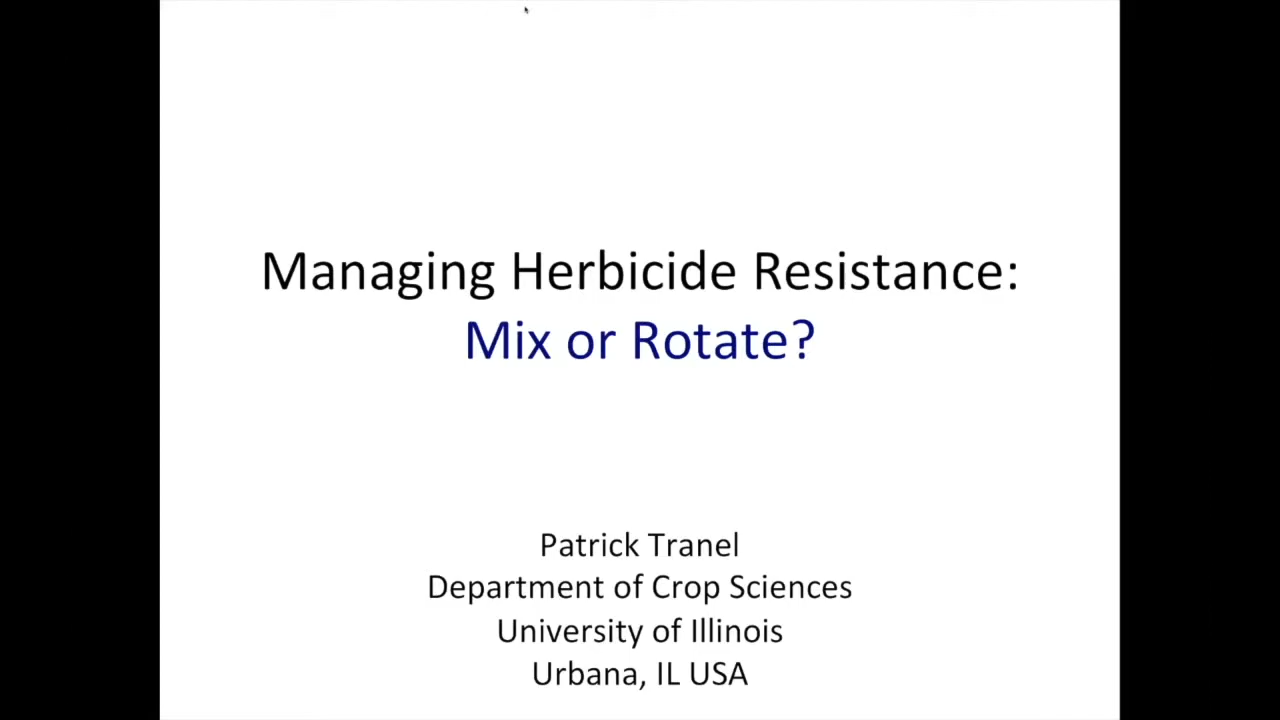 Managing Herbicide Resistance:
Mix or Rotate?
Patrick Tranel
Department of Crop Sciences
University of Illinois
Urbana, IL USA